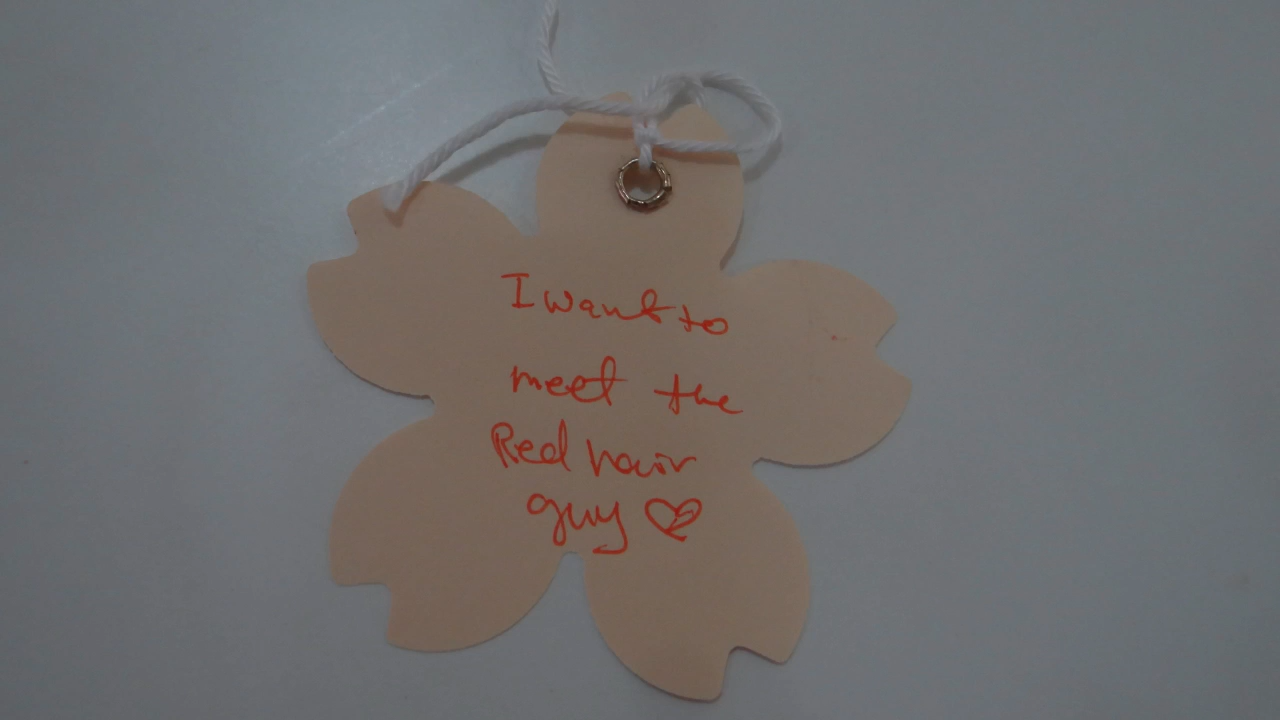 I want to
meet the
Red hair
guy ♡